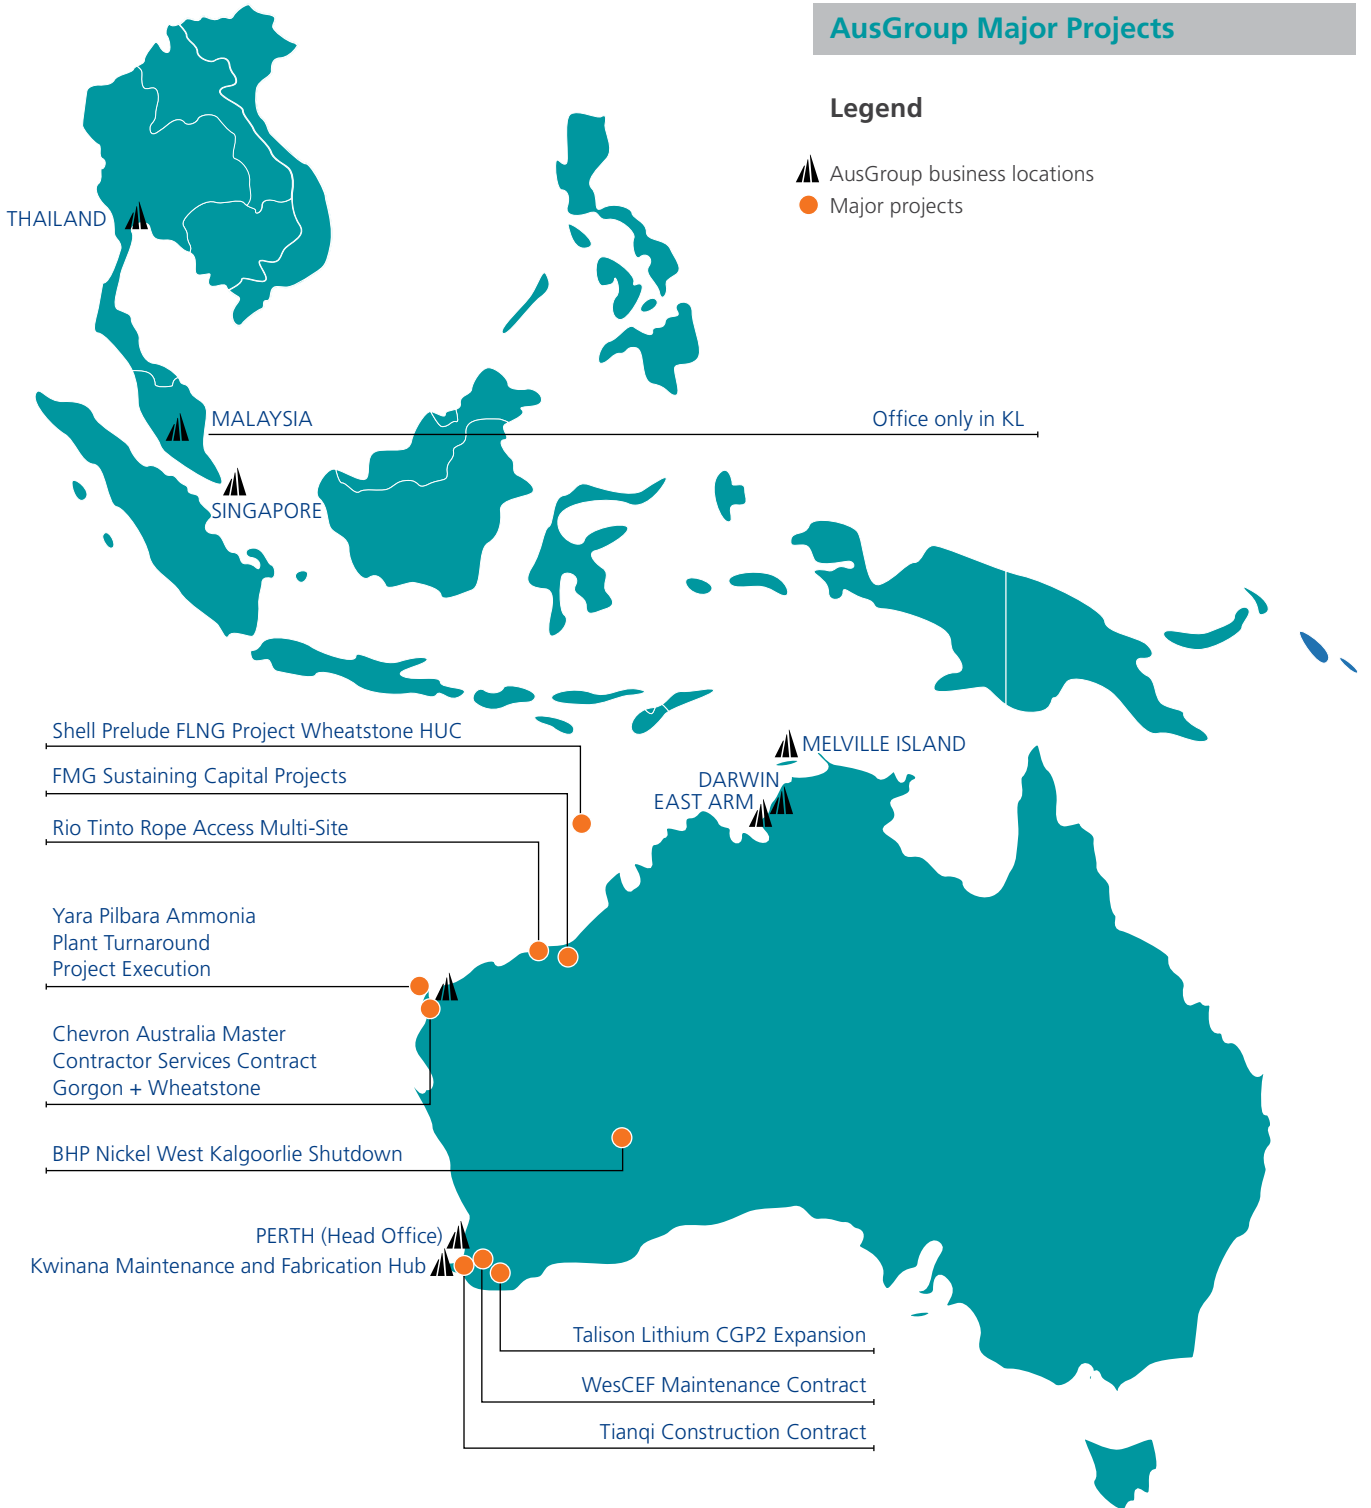 AusGroup Major Projects
Legend
AusGroup business locations
Major projects
THAILAND
MALAYSIA
Office only in KL
SINGAPORE
Shell Prelude FLNG Project Wheatstone HUC
MELVILLE ISLAND
FMG Sustaining Capital Projects
DARWIN
EAST ARM
Rio Tinto Rope Access Multi-Site
Yara Pilbara Ammonia
Plant Turnaround
Project Execution
Chevron Australia Master
Contractor Services Contract
Gorgon + Wheatstone
BHP Nickel West Kalgoorlie Shutdown
PERTH (Head Office)
Kwinana Maintenance and Fabrication Hub
Talison Lithium CGP2 Expansion
WesCEF Maintenance Contract
Tianqi Construction Contract